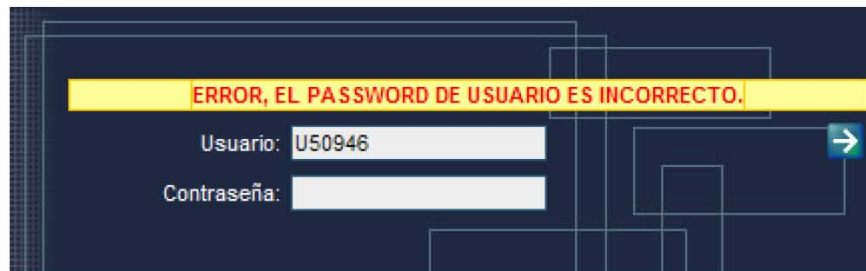 ERROR, EL PASSWORD DE USUARIO ES INCORRECTO.
Usuario: U50946
Contraseña: